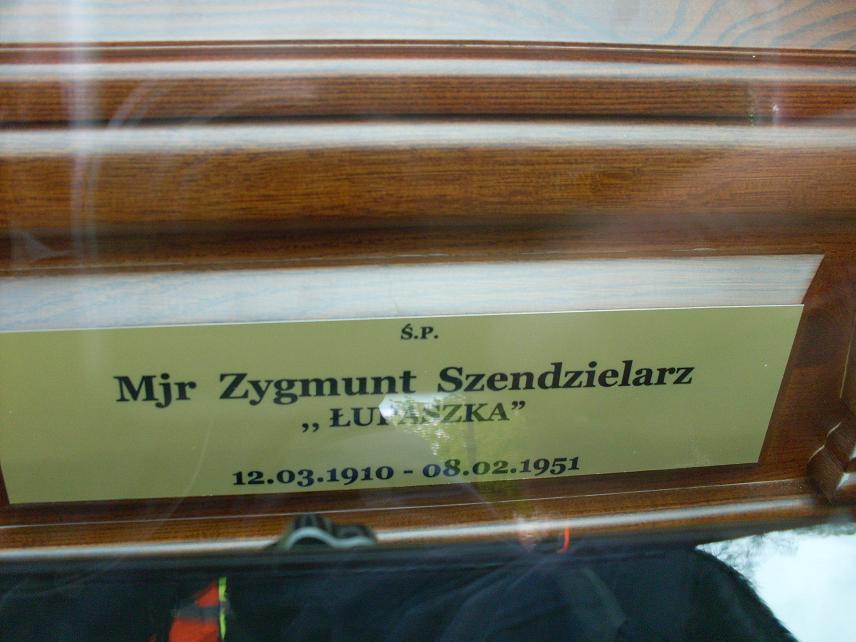 Ś.P.
Mjr Zygmunt Szendzielarz
,, ŁUPASZKA”
12.03.1910 - 08.02.1951